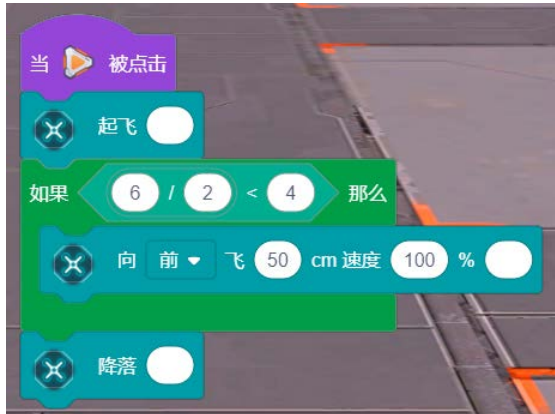 当 被点击
起飞
如果 6 / 2 < 4 那么
向 前 飞 50 cm 速度 100 %
降落